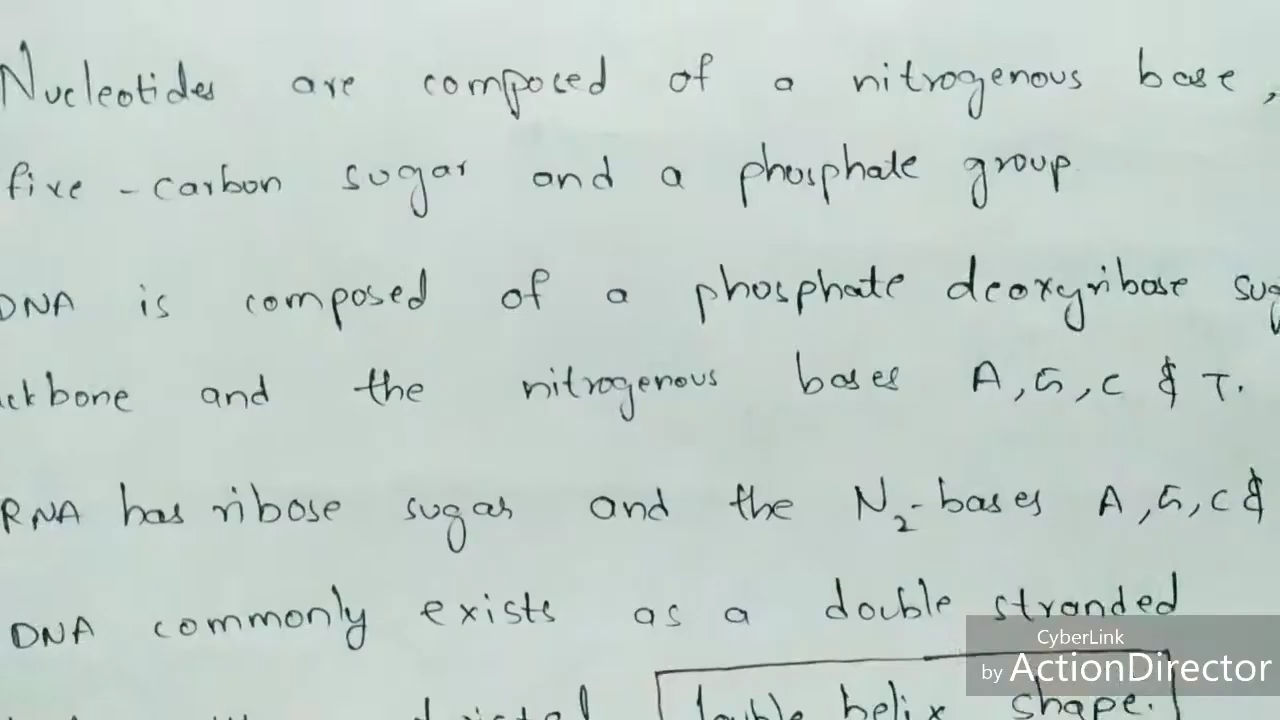 Nucleotides are composed of a nitrogenous base,
five-carbon sugar and a phosphate group.
DNA is composed of a phosphate deoxyribose sug
ckbone and the nitrogenous bases A, G, C & T.
RNA has ribose sugar and the N2-bases A, G, C &
DNA commonly exists as a double stranded
double helix shape.
CyberLink
by ActionDirector